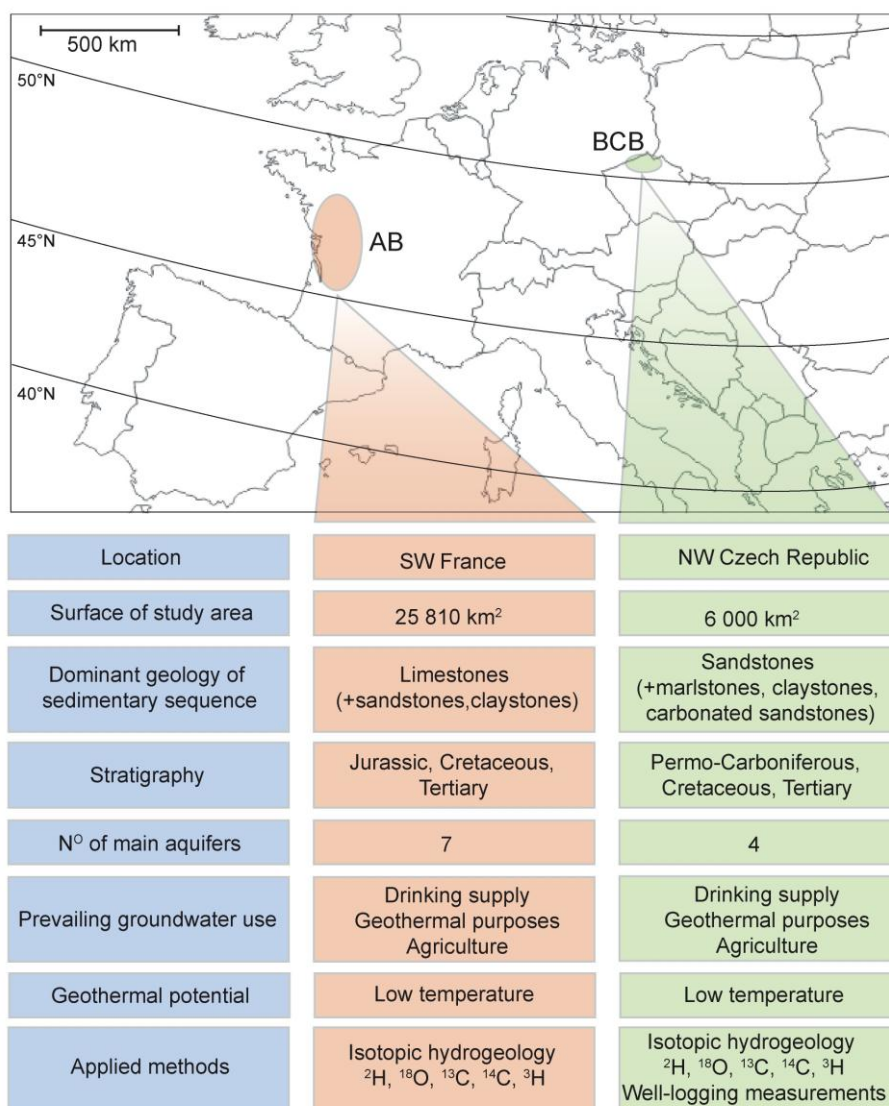 500 km
50°N
BCB
45°N
AB
40°N
Location
SW France
NW Czech Republic
Surface of study area
25 810 km²
6 000 km²
Dominant geology of
sedimentary sequence
Limestones
(+sandstones,claystones)
Sandstones
(+marlstones, claystones,
carbonated sandstones)
Stratigraphy
Jurassic, Cretaceous,
Tertiary
Permo-Carboniferous,
Cretaceous, Tertiary
Nº of main aquifers
7
4
Prevailing groundwater use
Drinking supply
Geothermal purposes
Agriculture
Drinking supply
Geothermal purposes
Agriculture
Geothermal potential
Low temperature
Low temperature
Applied methods
Isotopic hydrogeology
²H, ¹⁸O, ¹³C, ¹⁴C, ³H
Isotopic hydrogeology
²H, ¹⁸O, ¹³C, ¹⁴C, ³H
Well-logging measurements